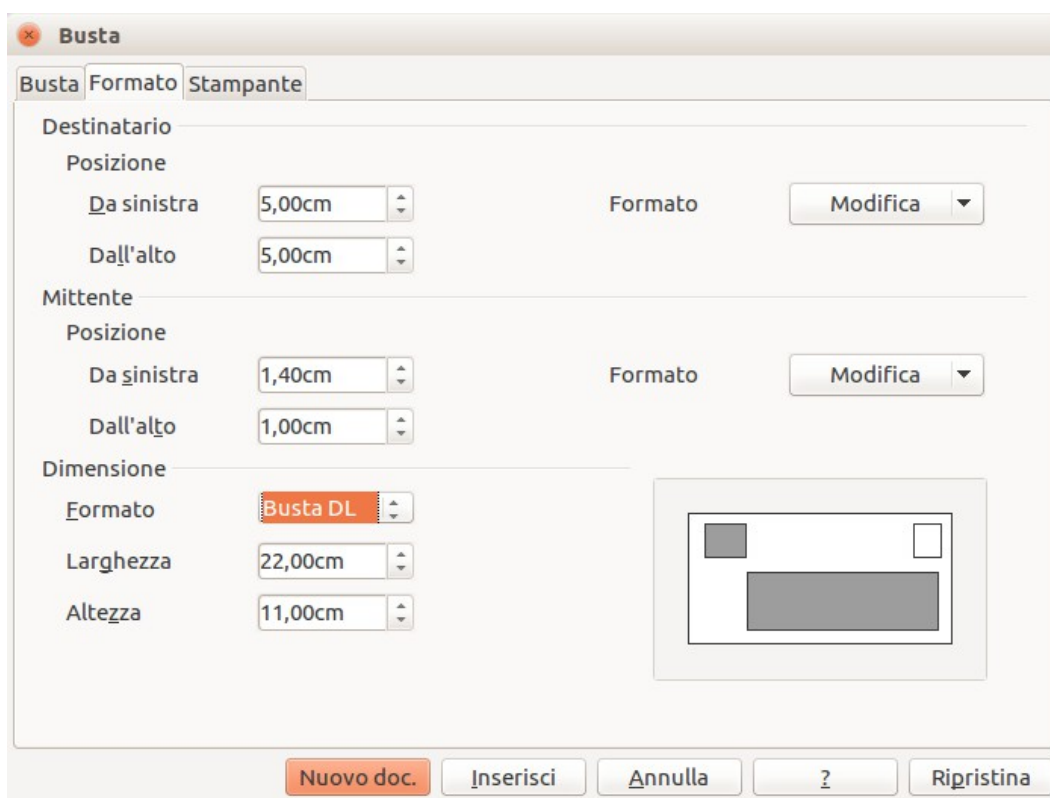 Busta
Busta Formato Stampante
Destinatario
Posizione
Da sinistra 5,00cm Formato Modifica
Dall'alto 5,00cm
Mittente
Posizione
Da sinistra 1,40cm Formato Modifica
Dall'alto 1,00cm
Dimensione
Formato Busta DL
Larghezza 22,00cm
Altezza 11,00cm
Nuovo doc. Inserisci Annulla ? Ripristina